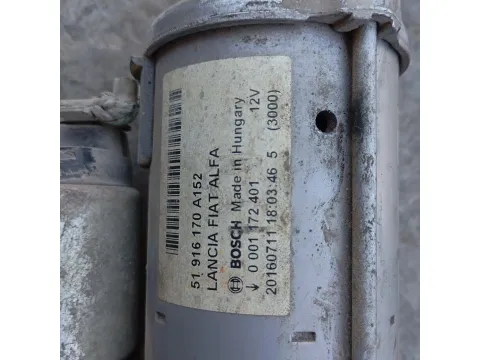 51 916 170 A152
LANCIA FIAT ALFA
BOSCH Made in Hungary 12V
↓ 0 001 172 401
20160711 18:03:46 5 (3000)